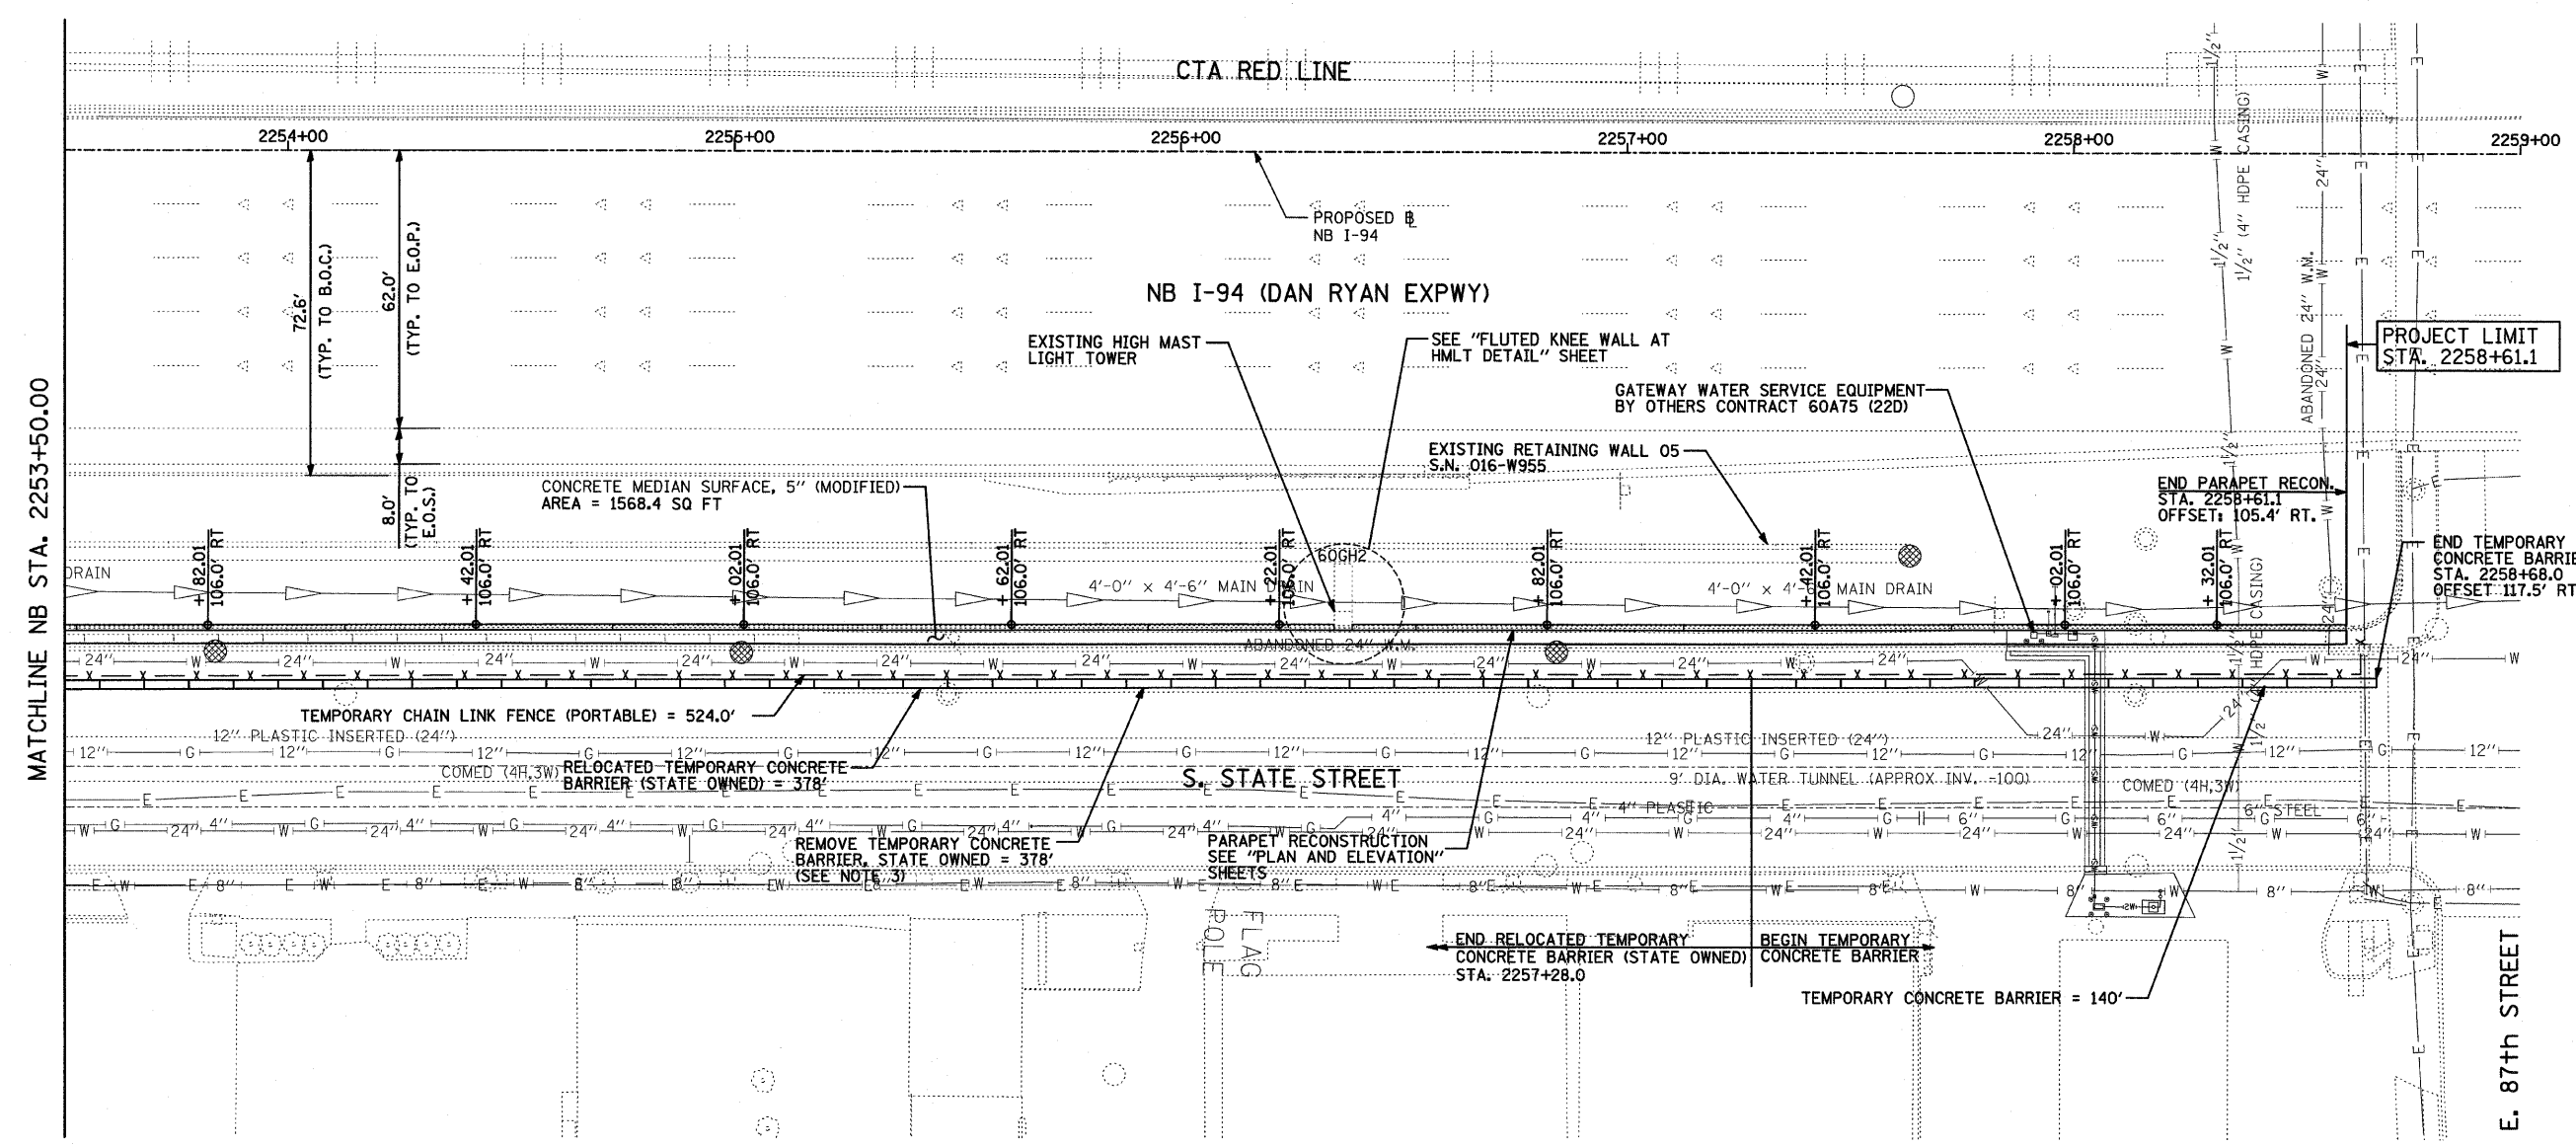 CTA RED LINE
2254+00
2255+00
2256+00
2257+00
2258+00
2259+00
MATCHLINE NB STA. 2253+50.00
72.6'
(TYP. TO B.O.C.)
62.0'
(TYP. TO E.O.P.)
8.0'
(TYP. TO
E.O.S.)
PROPOSED ℄
NB I-94
NB I-94 (DAN RYAN EXPWY)
1 1/2"
1 1/2" (4" HDPE CASING)
ABANDONED 24" W.M.
PROJECT LIMIT
STA. 2258+61.1
EXISTING HIGH MAST
LIGHT TOWER
SEE "FLUTED KNEE WALL AT
HMLT DETAIL" SHEET
GATEWAY WATER SERVICE EQUIPMENT
BY OTHERS CONTRACT 60A75 (22D)
EXISTING RETAINING WALL 05
S.N. 016-W955
CONCRETE MEDIAN SURFACE, 5" (MODIFIED)
AREA = 1568.4 SQ FT
END PARAPET RECON.
STA. 2258+61.1
OFFSET: 105.4' RT.
END TEMPORARY
CONCRETE BARRIE
STA. 2258+68.0
OFFSET 117.5' RT
+ 82.01
106.0' RT
+ 42.01
106.0' RT
+ 02.01
106.0' RT
+ 62.01
106.0' RT
+ 22.01
106.0' RT
+ 82.01
106.0' RT
+ 42.01
106.0' RT
+ 02.01
106.0' RT
+ 32.01
106.0' RT
60GH2
DRAIN
4'-0" x 4'-6" MAIN DRAIN
4'-0" x 4'-6" MAIN DRAIN
ABANDONED 24" W.M.
TEMPORARY CHAIN LINK FENCE (PORTABLE) = 524.0'
12" PLASTIC INSERTED (24")
12" PLASTIC INSERTED (24")
COMED (4H,3W)
RELOCATED TEMPORARY CONCRETE
BARRIER (STATE OWNED) = 378'
S. STATE STREET
9' DIA. WATER TUNNEL (APPROX INV. -100)
COMED (4H,3W)
4" PLASTIC
6" STEEL
REMOVE TEMPORARY CONCRETE
BARRIER, STATE OWNED = 378'
(SEE NOTE 3)
PARAPET RECONSTRUCTION
SEE "PLAN AND ELEVATION"
SHEETS
FLAG
POLE
END RELOCATED TEMPORARY
CONCRETE BARRIER (STATE OWNED)
STA. 2257+28.0
BEGIN TEMPORARY
CONCRETE BARRIER
TEMPORARY CONCRETE BARRIER = 140'
E. 87th STREET